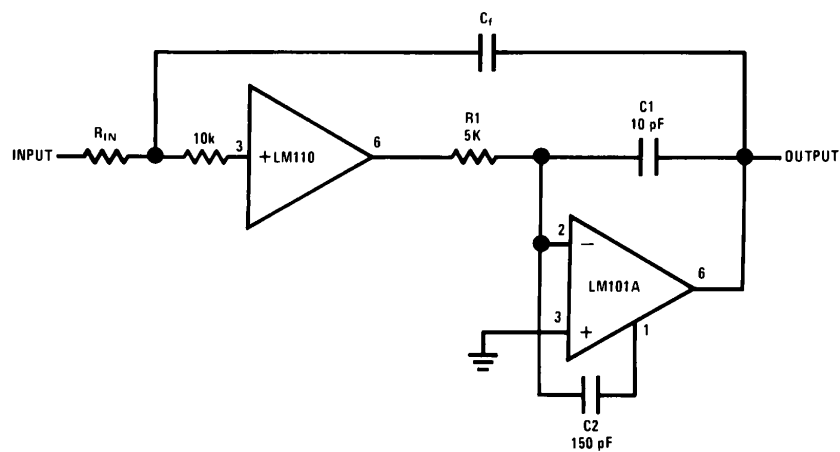 Cf
C1
10 pF
R1
5K
RIN
10k
3
+
LM110
6
INPUT
OUTPUT
2
−
6
LM101A
3
+
1
C2
150 pF